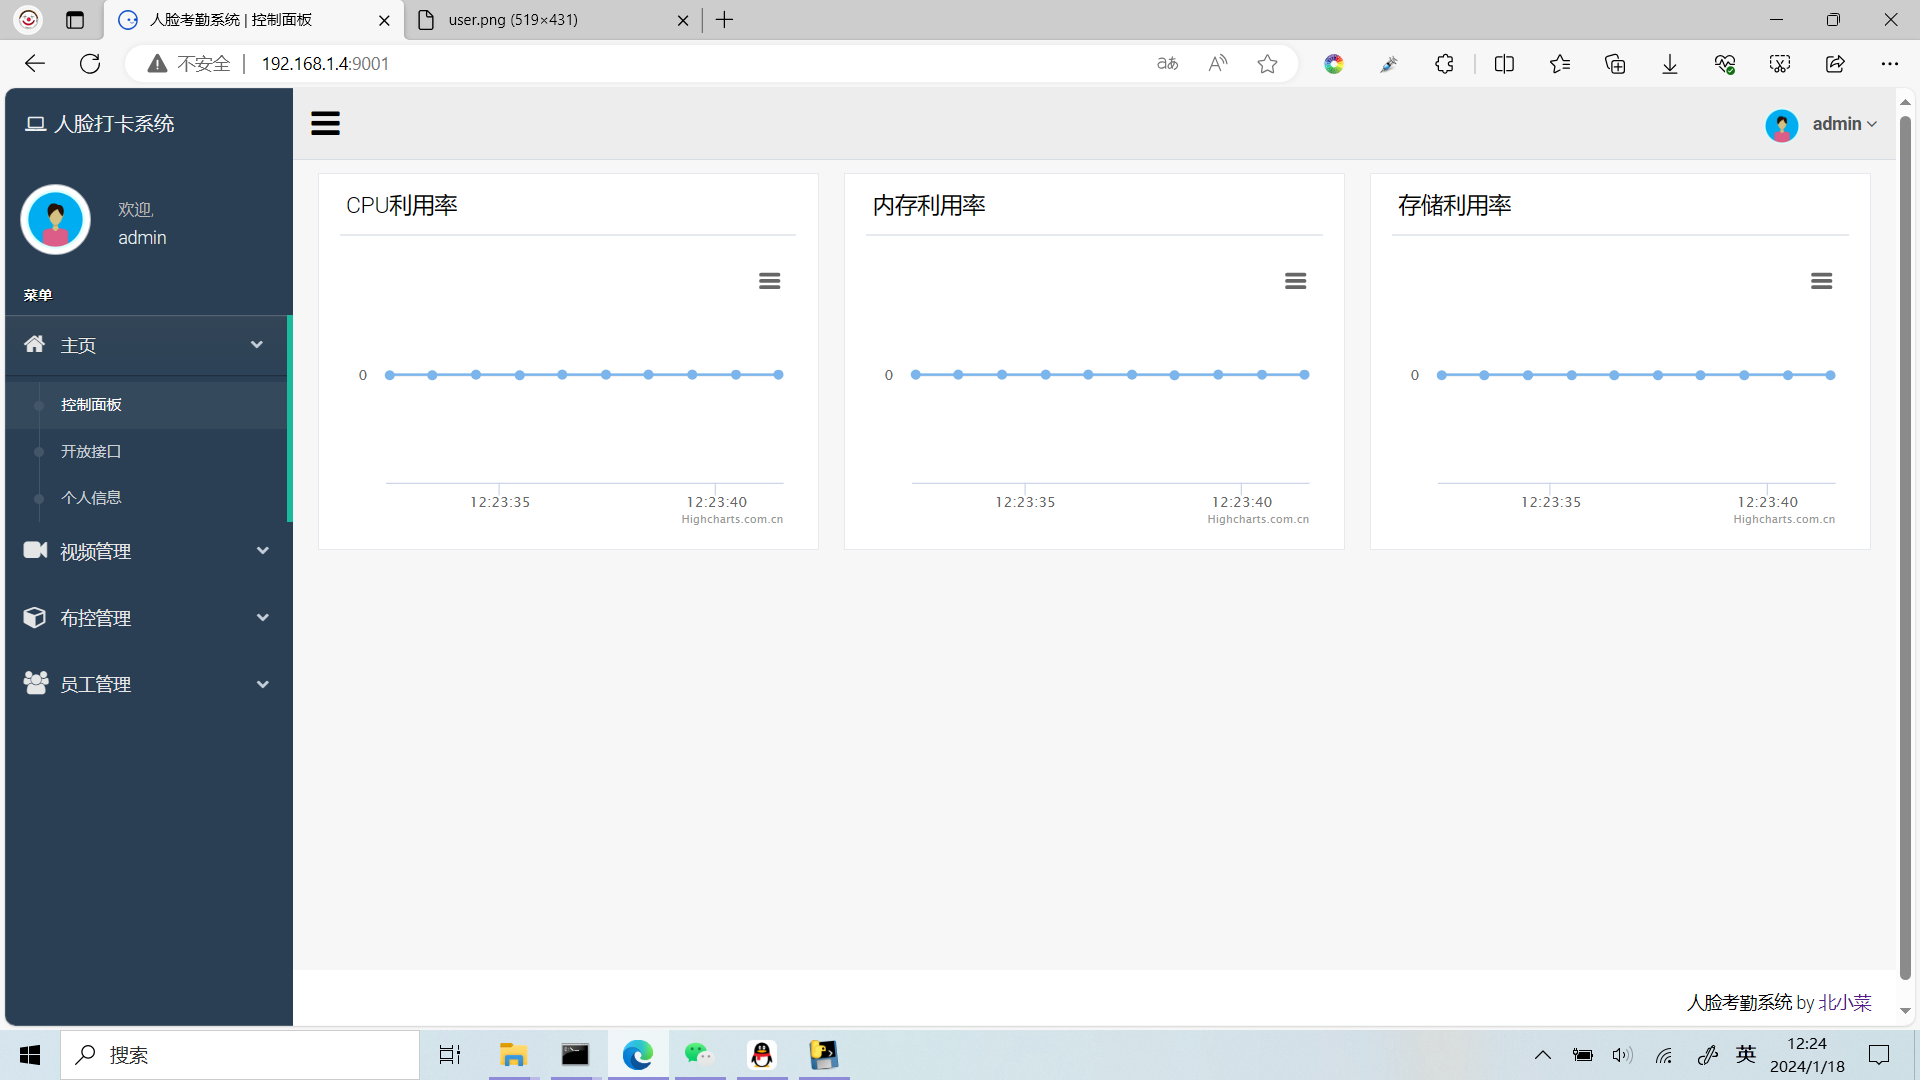 人脸考勤系统 | 控制面板
user.png (519×431)
不安全
192.168.1.4:9001
人脸打卡系统
admin
欢迎,
admin
菜单
主页
控制面板
开放接口
个人信息
视频管理
布控管理
员工管理
CPU利用率
0
12:23:35
12:23:40
Highcharts.com.cn
内存利用率
0
12:23:35
12:23:40
Highcharts.com.cn
存储利用率
0
12:23:35
12:23:40
Highcharts.com.cn
人脸考勤系统 by 北小菜
搜索
英
12:24
2024/1/18